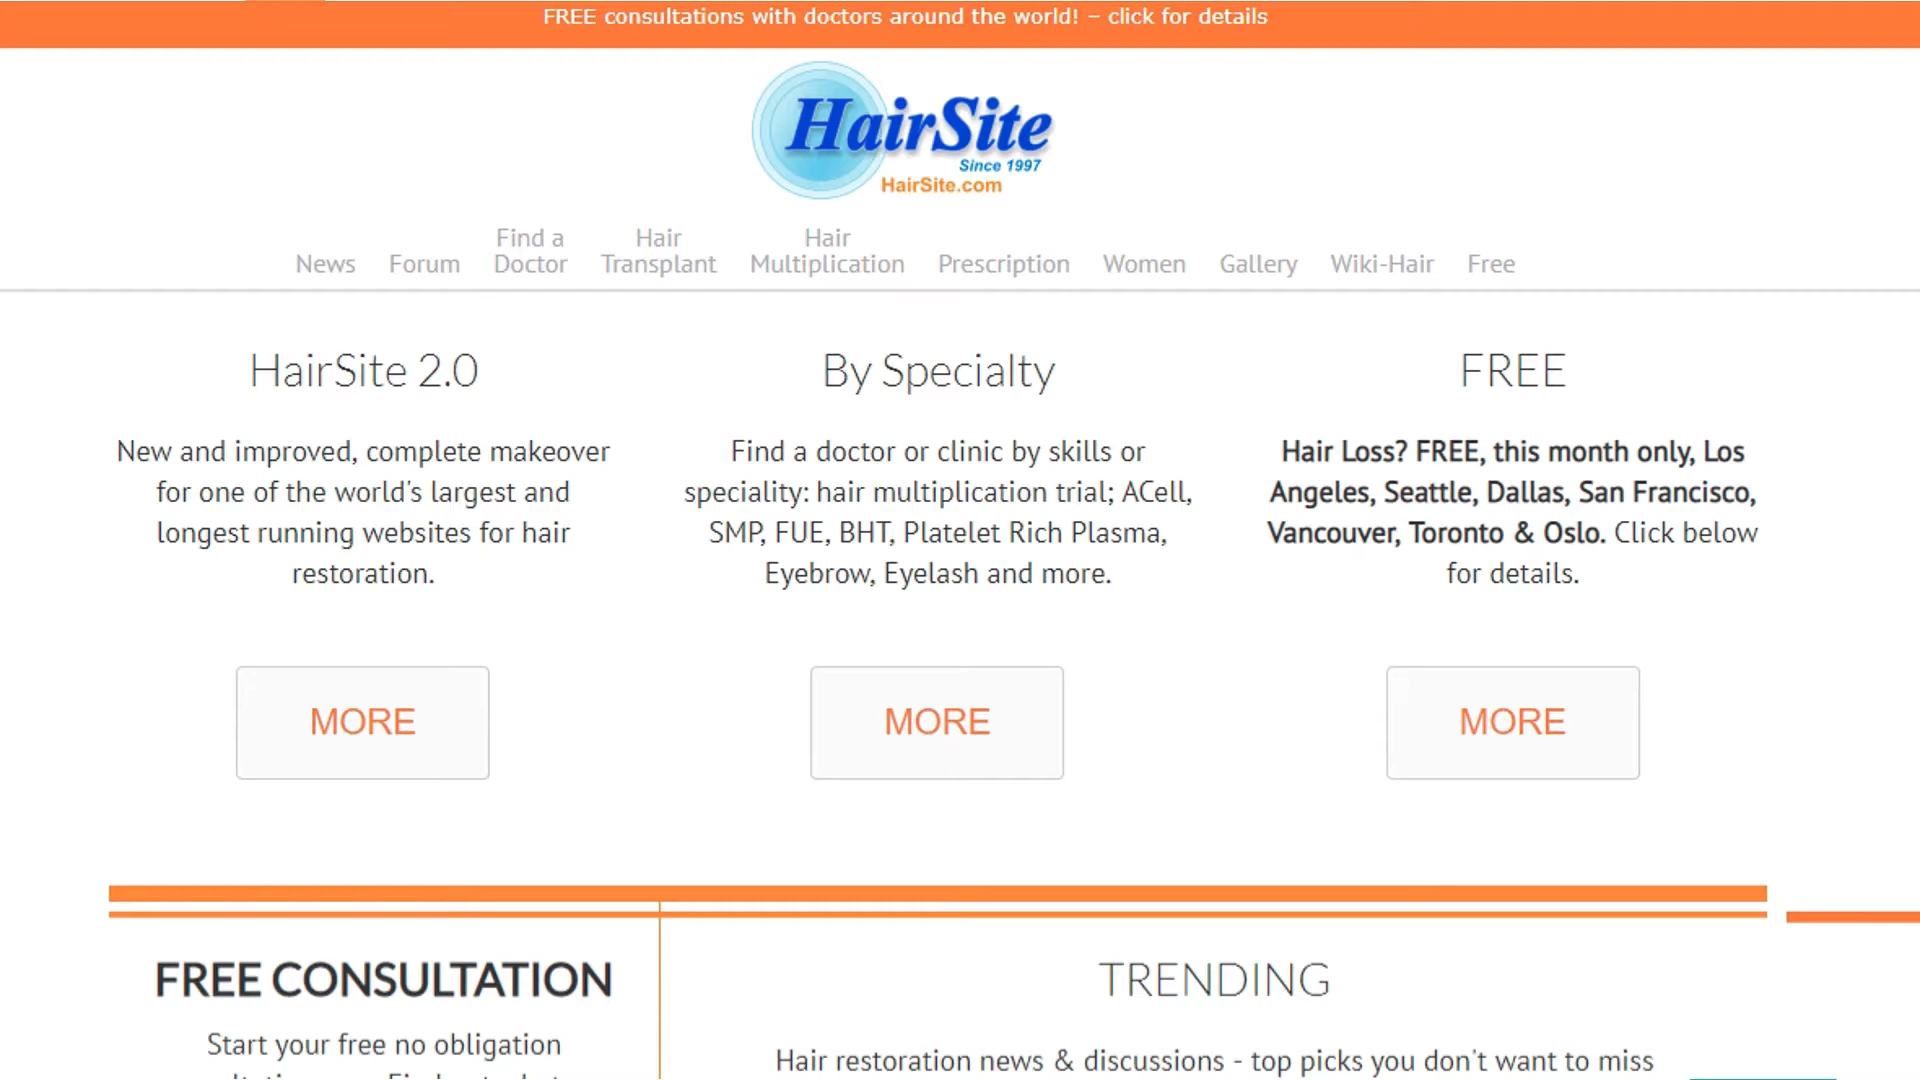 FREE consultations with doctors around the world! – click for details
HairSite
Since 1997
HairSite.com
News
Forum
Find a
Doctor
Hair
Transplant
Hair
Multiplication
Prescription
Women
Gallery
Wiki-Hair
Free
HairSite 2.0
New and improved, complete makeover
for one of the world's largest and
longest running websites for hair
restoration.
MORE
By Specialty
Find a doctor or clinic by skills or
speciality: hair multiplication trial; ACell,
SMP, FUE, BHT, Platelet Rich Plasma,
Eyebrow, Eyelash and more.
MORE
FREE
Hair Loss? FREE, this month only, Los
Angeles, Seattle, Dallas, San Francisco,
Vancouver, Toronto & Oslo. Click below
for details.
MORE
FREE CONSULTATION
Start your free no obligation
TRENDING
Hair restoration news & discussions - top picks you don't want to miss